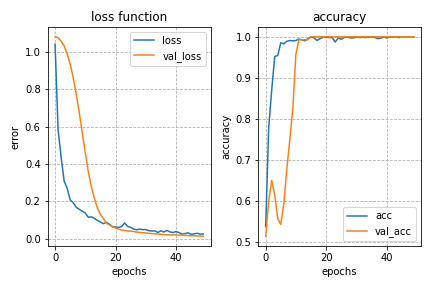 loss function
error
1.0
0.8
0.6
0.4
0.2
0.0
0
20
40
epochs
loss
val_loss
accuracy
accuracy
1.0
0.9
0.8
0.7
0.6
0.5
0
20
40
epochs
acc
val_acc